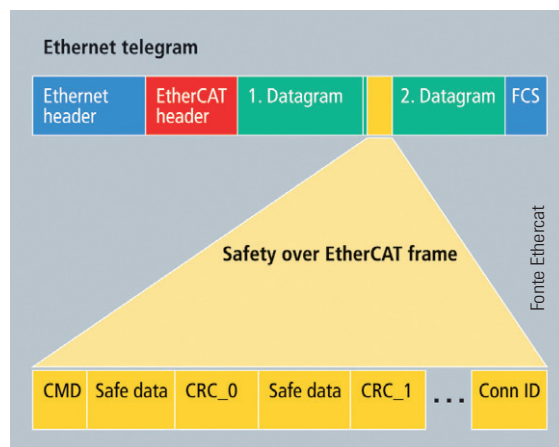 Ethernet telegram
Ethernet header
EtherCAT header
1. Datagram
2. Datagram
FCS
Safety over EtherCAT frame
Fonte Ethercat
CMD
Safe data
CRC_0
Safe data
CRC_1
...
Conn ID